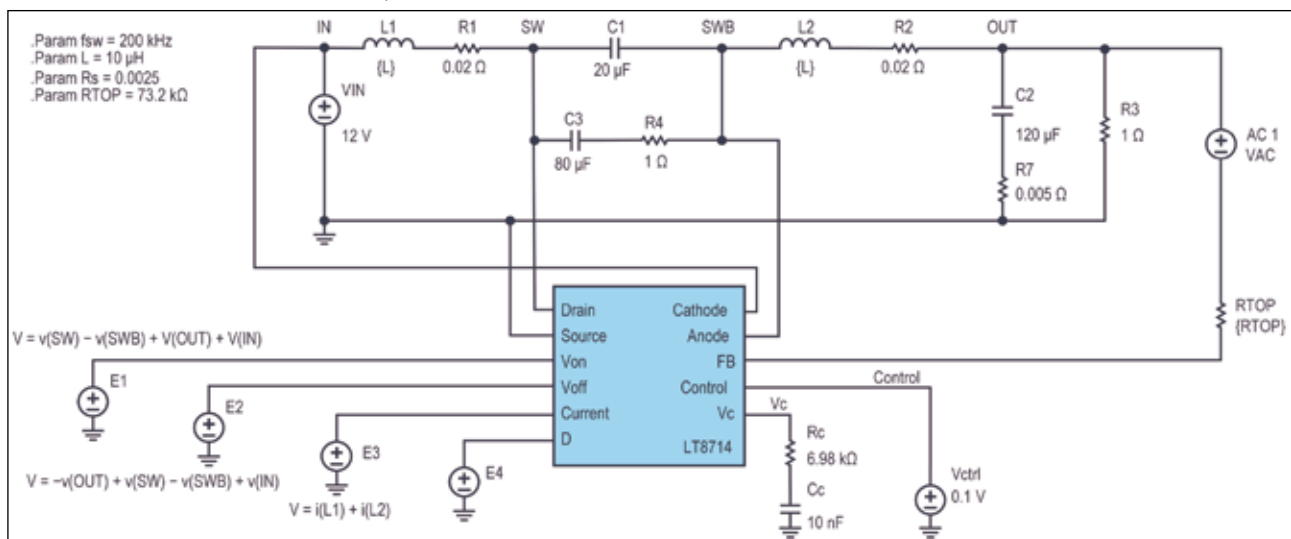 .Param fsw = 200 kHz
.Param L = 10 µH
.Param Rs = 0.0025
.Param RTOP = 73.2 kΩ
IN
L1
{L}
R1
0.02 Ω
SW
C1
20 µF
SWB
L2
{L}
R2
0.02 Ω
OUT
VIN
12 V
C3
80 µF
R4
1 Ω
C2
120 µF
R7
0.005 Ω
R3
1 Ω
AC 1
VAC
RTOP
{RTOP}
Drain
Source
Von
Voff
Current
D
Cathode
Anode
FB
Control
Vc
LT8714
V = v(SW) − v(SWB) + V(OUT) + V(IN)
E1
E2
V = −v(OUT) + v(SW) − v(SWB) + v(IN)
E3
V = i(L1) + i(L2)
E4
Control
Vc
Rc
6.98 kΩ
Cc
10 nF
Vctrl
0.1 V